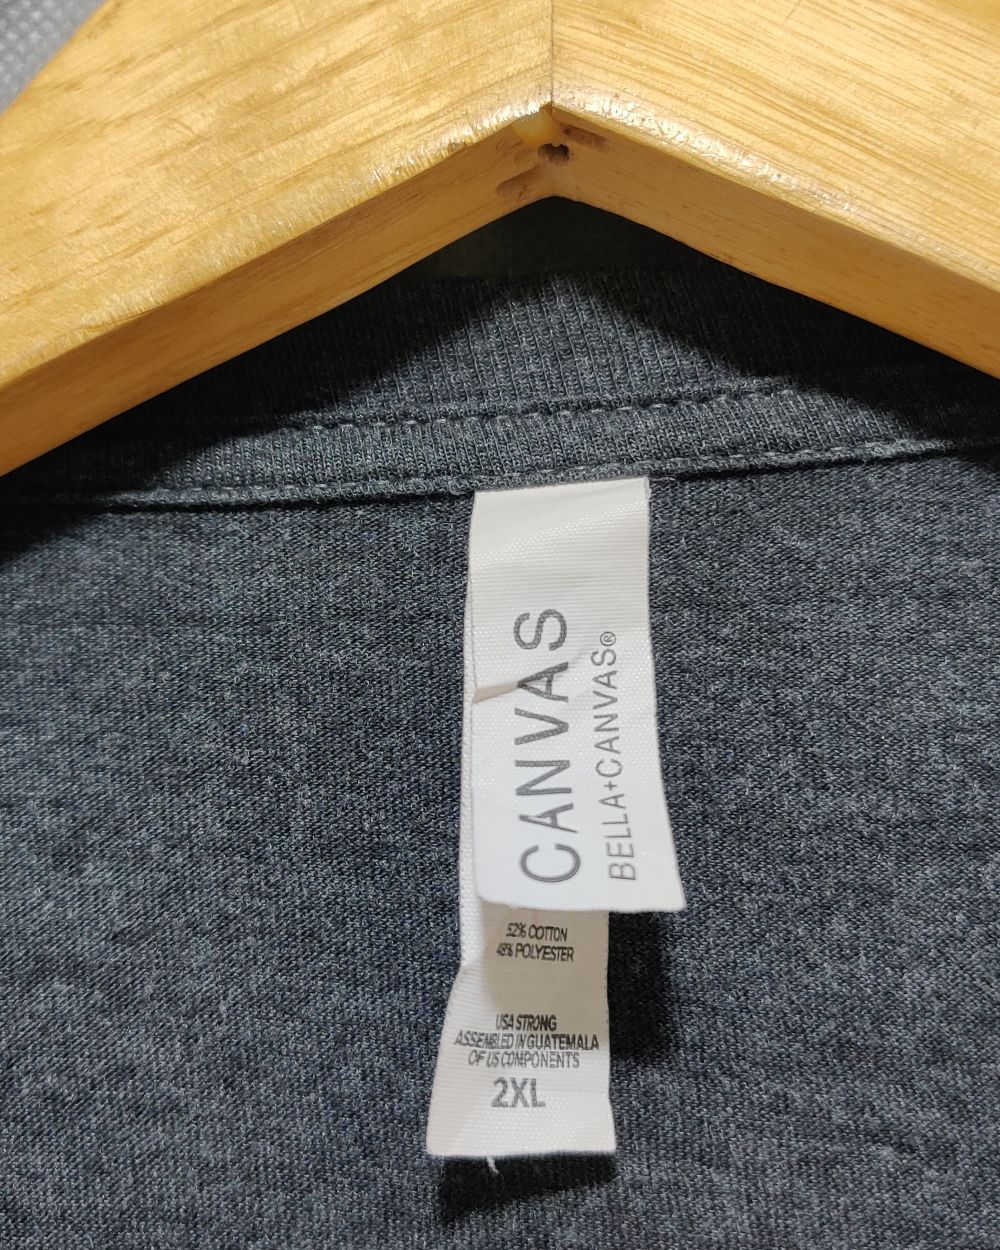 CANVAS
BELLA+CANVAS®
52% COTTON
48% POLYESTER
USA STRONG
ASSEMBLED IN GUATEMALA
OF US COMPONENTS
2XL